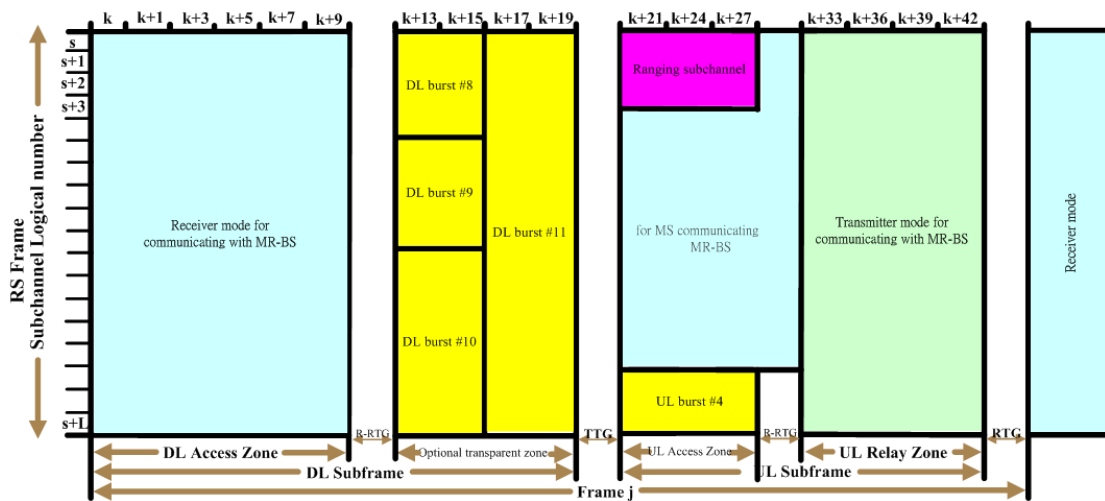 k k+1 k+3 k+5 k+7 k+9 k+13 k+15 k+17 k+19 k+21 k+24 k+27 k+33 k+36 k+39 k+42
RS Frame
Subchannel Logical number
s
s+1
s+2
s+3
s+L
Receiver mode for
communicating with MR-BS
DL burst #8
DL burst #9
DL burst #10
DL burst #11
Ranging subchannel
for MS communicating
MR-BS
UL burst #4
Transmitter mode for
communicating with MR-BS
Receiver mode
R-RTG
TTG
R-RTG
RTG
DL Access Zone
Optional transparent zone
UL Access Zone
UL Relay Zone
DL Subframe
UL Subframe
Frame j